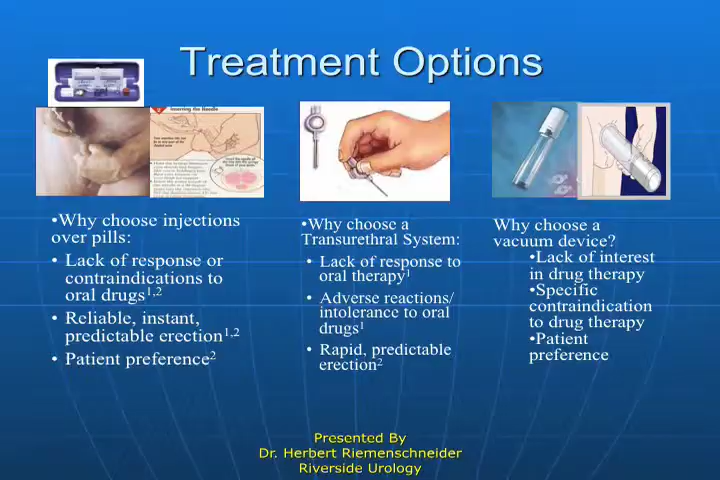 Treatment Options
Inserting the Needle
•Why choose injections
over pills:
• Lack of response or
contraindications to
oral drugs1,2
• Reliable, instant,
predictable erection1,2
• Patient preference2
•Why choose a
Transurethral System:
• Lack of response to
oral therapy1
• Adverse reactions/
intolerance to oral
drugs1
• Rapid, predictable
erection2
Why choose a
vacuum device?
•Lack of interest
in drug therapy
•Specific
contraindication
to drug therapy
•Patient
preference
Presented By
Dr. Herbert Riemenschneider
Riverside Urology